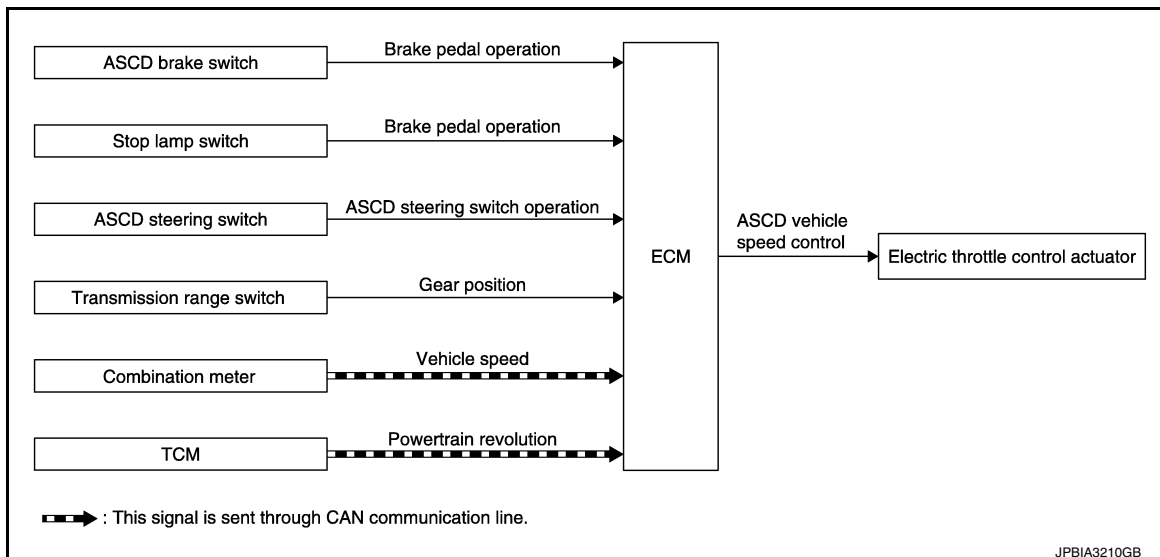 ASCD brake switch
Brake pedal operation
Stop lamp switch
Brake pedal operation
ASCD steering switch
ASCD steering switch operation
Transmission range switch
Gear position
Combination meter
Vehicle speed
TCM
Powertrain revolution
ECM
ASCD vehicle
speed control
Electric throttle control actuator
: This signal is sent through CAN communication line.
JPBIA3210GB